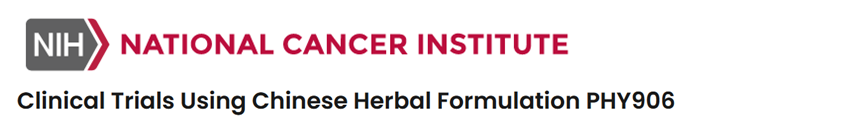 NIH NATIONAL CANCER INSTITUTE
Clinical Trials Using Chinese Herbal Formulation PHY906